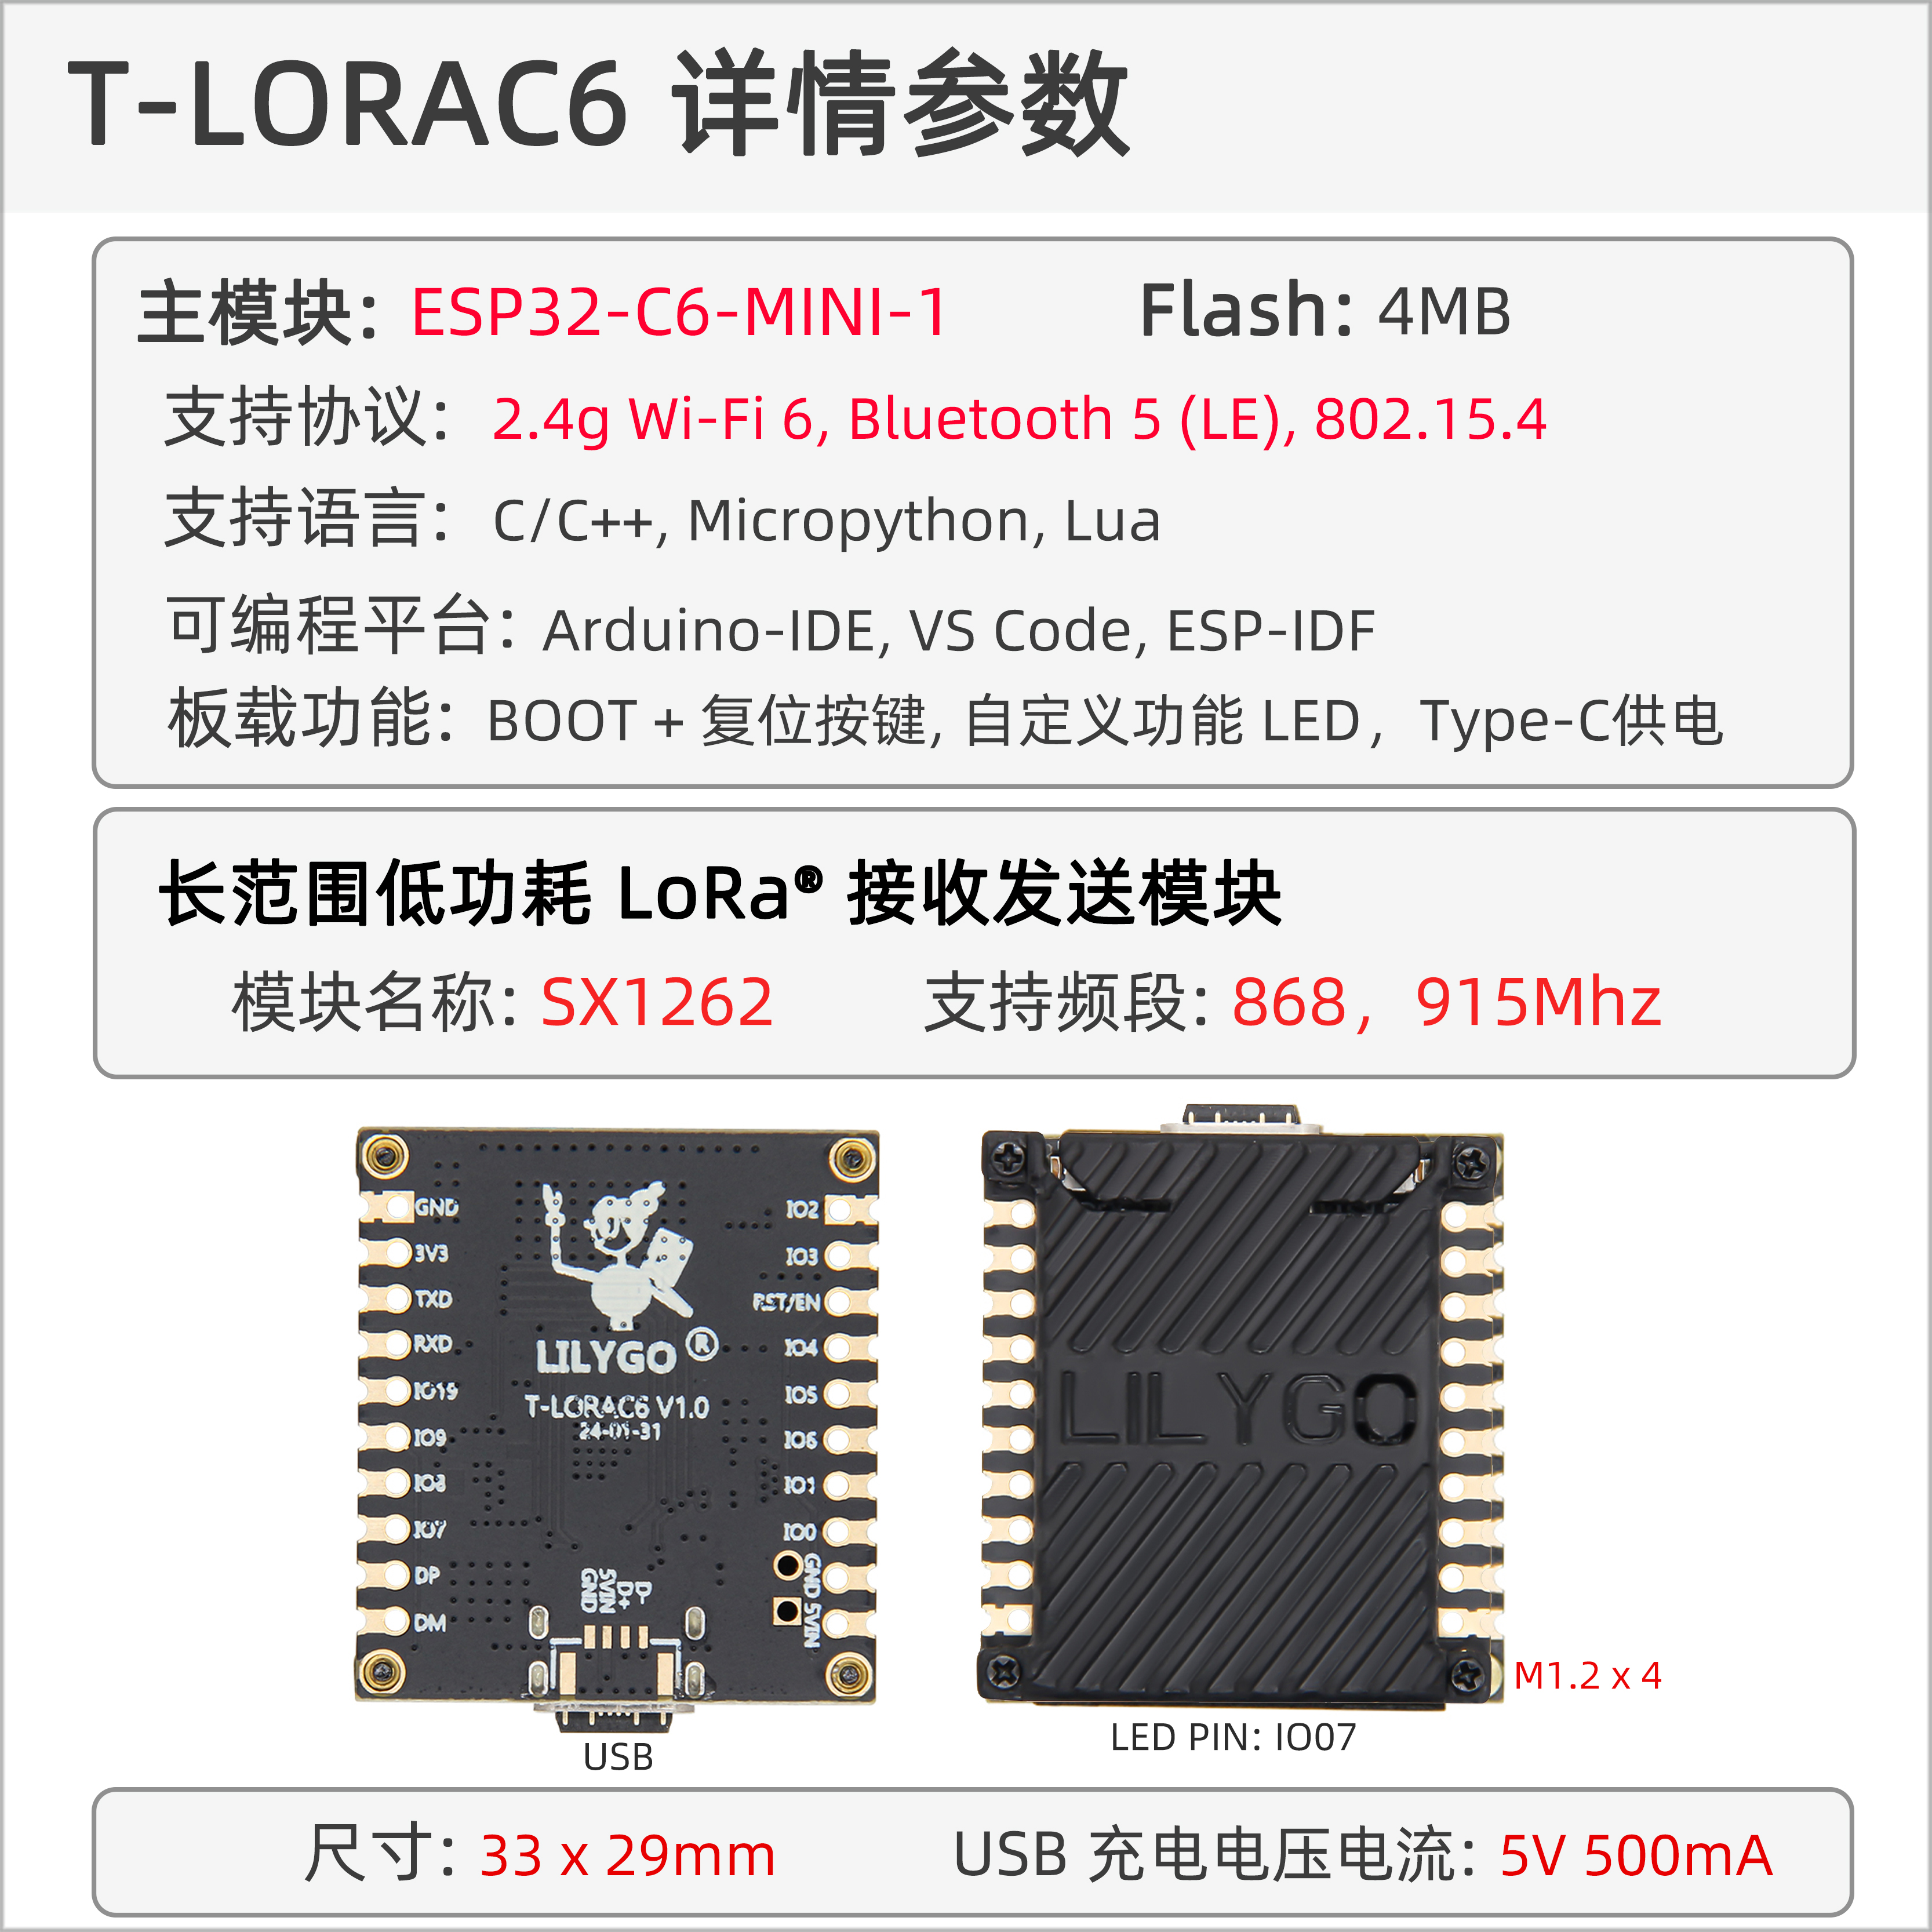 T-LORAC6 详情参数
主模块: ESP32-C6-MINI-1 Flash: 4MB
支持协议: 2.4g Wi-Fi 6, Bluetooth 5 (LE), 802.15.4
支持语言: C/C++, Micropython, Lua
可编程平台: Arduino-IDE, VS Code, ESP-IDF
板载功能: BOOT + 复位按键, 自定义功能 LED，Type-C供电
长范围低功耗 LoRa® 接收发送模块
模块名称: SX1262 支持频段: 868，915Mhz
GND
3V3
TXD
RXD
IO19
IO9
IO8
IO7
DP
DM
LILYGO ®
T-LORAC6 V1.0
24-01-31
IO2
IO3
RST/EN
IO4
IO5
IO6
IO1
IO0
GND
5VIN
GND
5VIN
D+
D-
USB
LILYGO
M1.2 x 4
LED PIN: IO07
尺寸: 33 x 29mm USB 充电电压电流: 5V 500mA